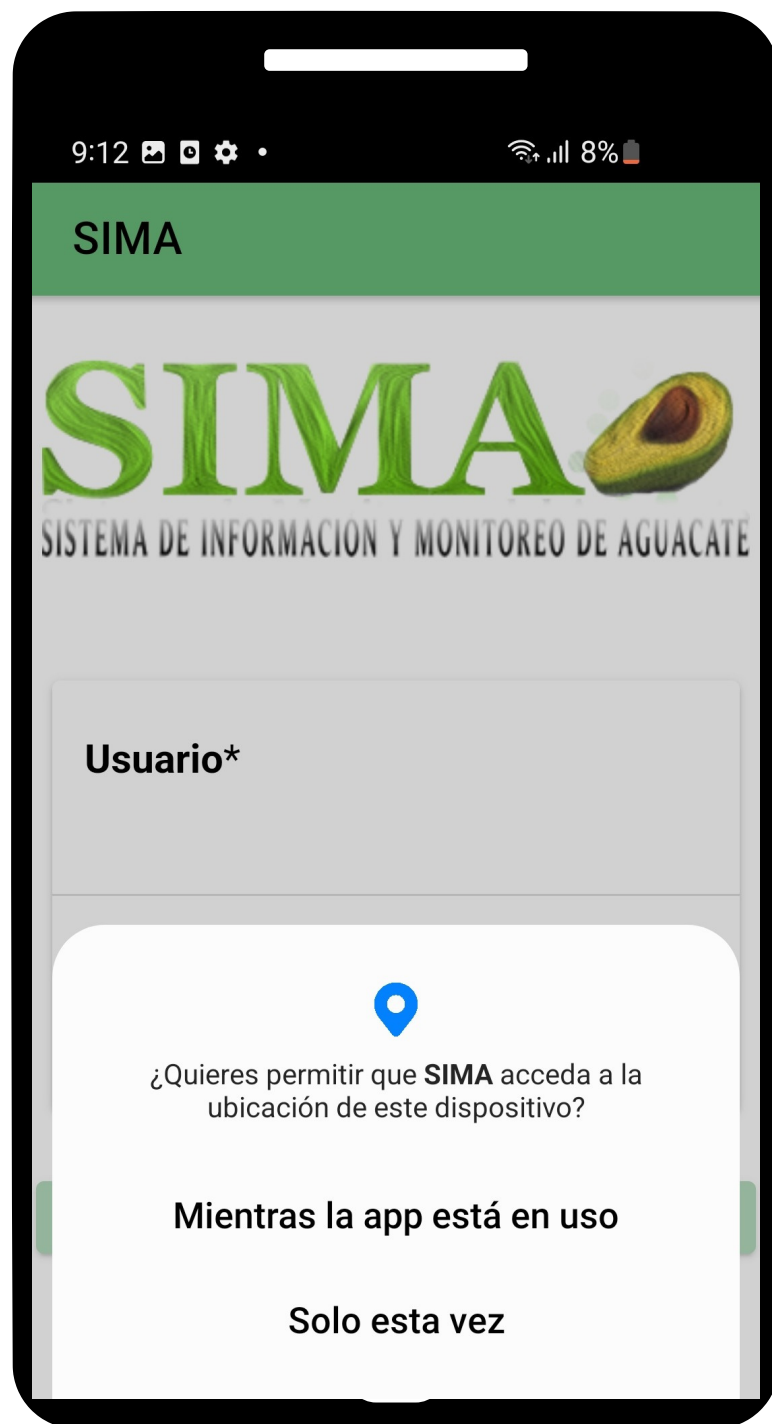 9:12
8%
SIMA
SIMA
SISTEMA DE INFORMACIÓN Y MONITOREO DE AGUACATE
Usuario*
¿Quieres permitir que SIMA acceda a la
ubicación de este dispositivo?
Mientras la app está en uso
Solo esta vez